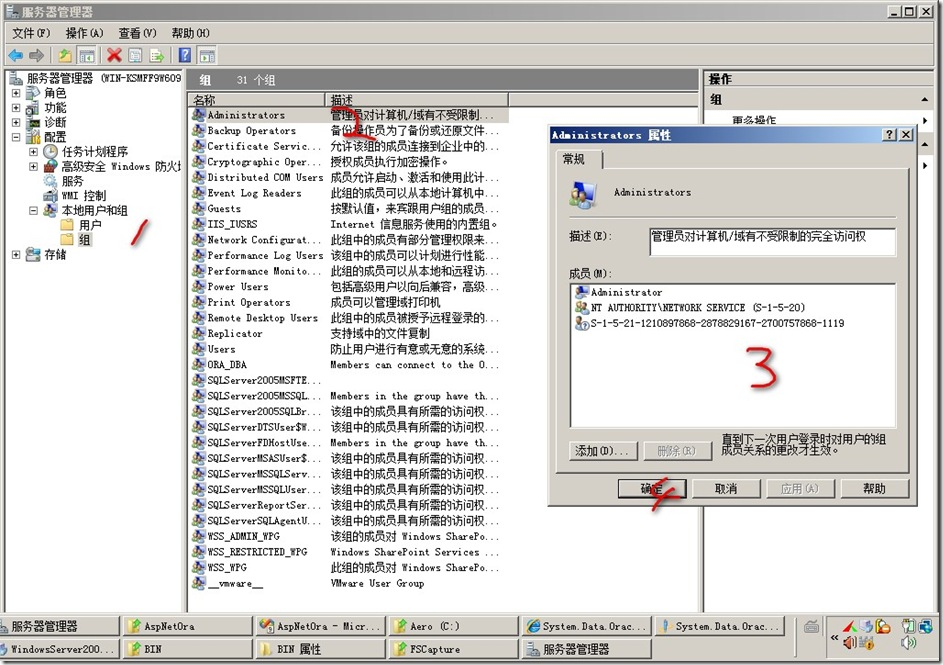 服务器管理器
文件(F) 操作(A) 查看(V) 帮助(H)
服务器管理器 (WIN-KSMFF9W609
角色
功能
诊断
配置
任务计划程序
高级安全 Windows 防火
服务
WMI 控制
本地用户和组
用户
组
存储
1
组 31 个组
名称 描述
Administrators 管理员对计算机/域有不受限制...
2
Backup Operators 备份操作员为了备份或还原文件...
Certificate Servic... 允许该组的成员连接到企业中的...
Cryptographic Oper... 授权成员执行加密操作。
Distributed COM Users 成员允许启动、激活和使用此计...
Event Log Readers 此组的成员可以从本地计算机中...
Guests 按默认值，来宾跟用户组的成员...
IIS_IUSRS Internet 信息服务使用的内置组。
Network Configurat... 此组中的成员有部分管理权限来...
Performance Log Users 该组中的成员可以计划进行性能...
Performance Monito... 此组的成员可以从本地和远程访...
Power Users 包括高级用户以向后兼容，高级...
Print Operators 成员可以管理域打印机
Remote Desktop Users 此组中的成员被授予远程登录的...
Replicator 支持域中的文件复制
Users 防止用户进行有意或无意的系统...
ORA_DBA Members can connect to the O...
SQLServer2005MSFTE...
SQLServer2005MSSQL... Members in the group have th...
SQLServer2005SQLBr... 该组中的成员具有所需的访问权...
SQLServerDTSUser$W... 该组中的成员具有所需的访问权...
SQLServerFDHostUse... Members in the group have th...
SQLServerMSASUser$... 该组中的成员具有所需的访问权...
SQLServerMSSQLServ... 该组中的成员具有所需的访问权...
SQLServerMSSQLUser... 该组中的成员具有所需的访问权...
SQLServerReportSer... 该组中的成员具有所需的访问权...
SQLServerSQLAgentU... 该组中的成员具有所需的访问权...
WSS_ADMIN_WPG 此组的成员对 Windows SharePo...
WSS_RESTRICTED_WPG Windows SharePoint Services ...
WSS_WPG 此组的成员对 Windows SharePo...
__vmware__ VMware User Group
操作
组
更多操作
Administrators 属性
常规
Administrators
描述(E): 管理员对计算机/域有不受限制的完全访问权
成员(M):
Administrator
NT AUTHORITY\NETWORK SERVICE (S-1-5-20)
S-1-5-21-1210897868-2878829167-2700757868-1119
3
添加(D)... 删除(R) 直到下一次用户登录时对用户的组
成员关系的更改才生效。
确定 取消 应用(A) 帮助
4
服务器管理器 AspNetOra AspNetOra - Micr... Aero (C:) System.Data.Orac... System.Data.Orac...
WindowsServer200... BIN BIN 属性 FSCapture 服务器管理器